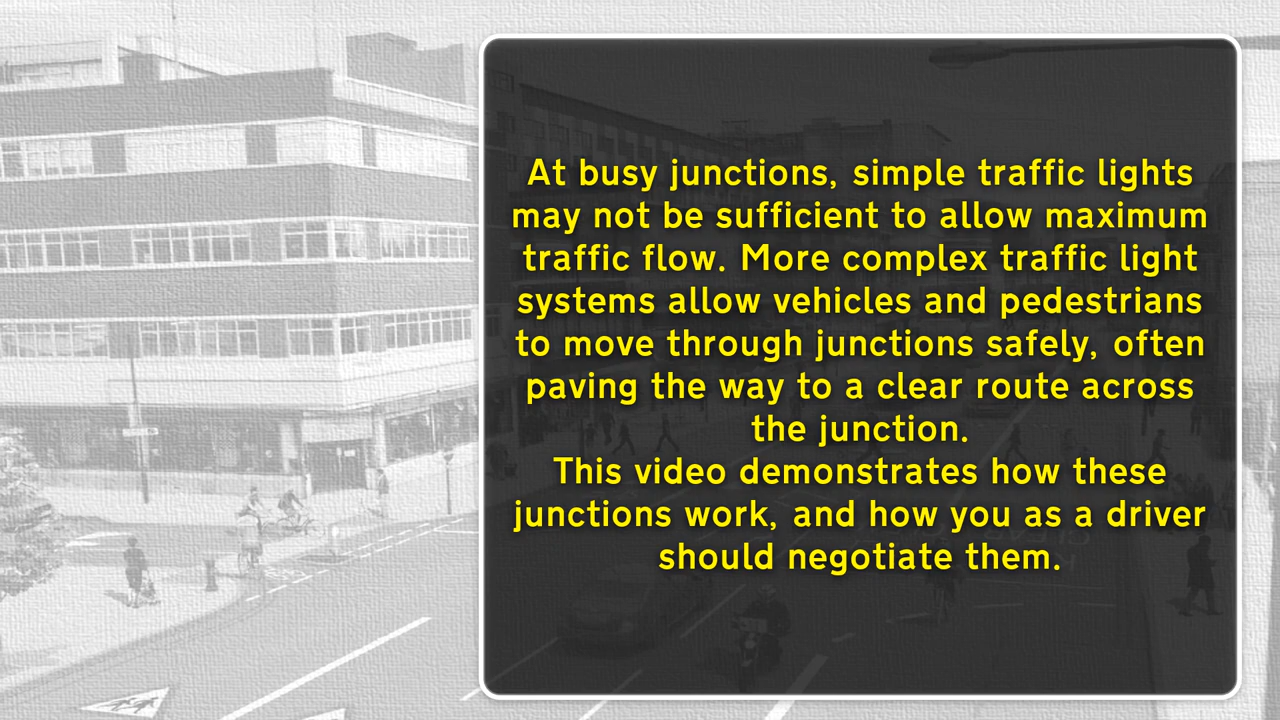 At busy junctions, simple traffic lights
may not be sufficient to allow maximum
traffic flow. More complex traffic light
systems allow vehicles and pedestrians
to move through junctions safely, often
paving the way to a clear route across
the junction.
This video demonstrates how these
junctions work, and how you as a driver
should negotiate them.